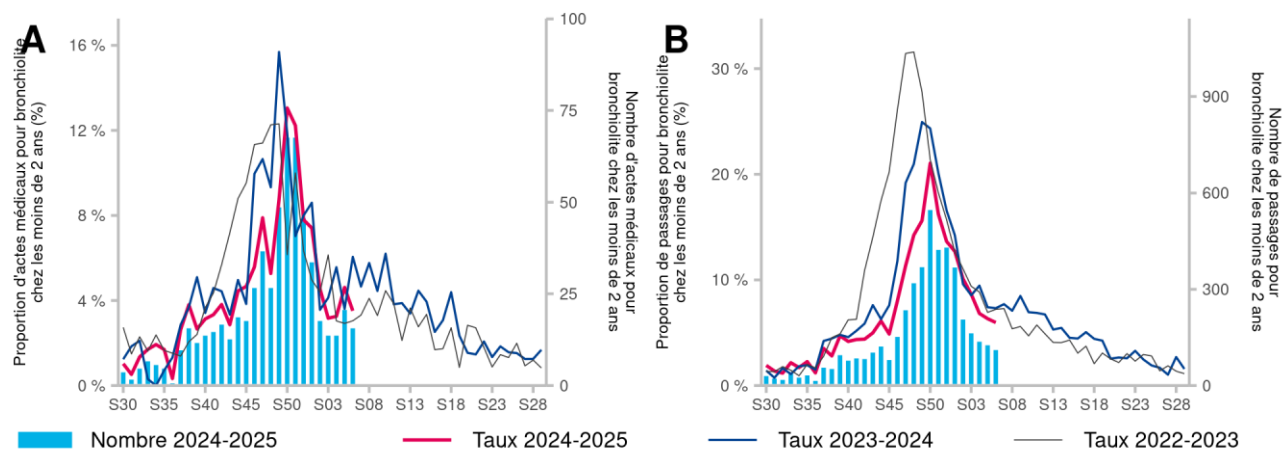 A
Proportion d'actes médicaux pour bronchiolite
chez les moins de 2 ans (%)
16 %
12 %
8 %
4 %
0 %
100
75
50
25
0
Nombre d'actes médicaux pour
bronchiolite chez les moins de 2 ans
S30 S35 S40 S45 S50 S03 S08 S13 S18 S23 S28
B
Proportion de passages pour bronchiolite
chez les moins de 2 ans (%)
30 %
20 %
10 %
0 %
900
600
300
0
Nombre de passages pour
bronchiolite chez les moins de 2 ans
S30 S35 S40 S45 S50 S03 S08 S13 S18 S23 S28
Nombre 2024-2025 Taux 2024-2025 Taux 2023-2024 Taux 2022-2023